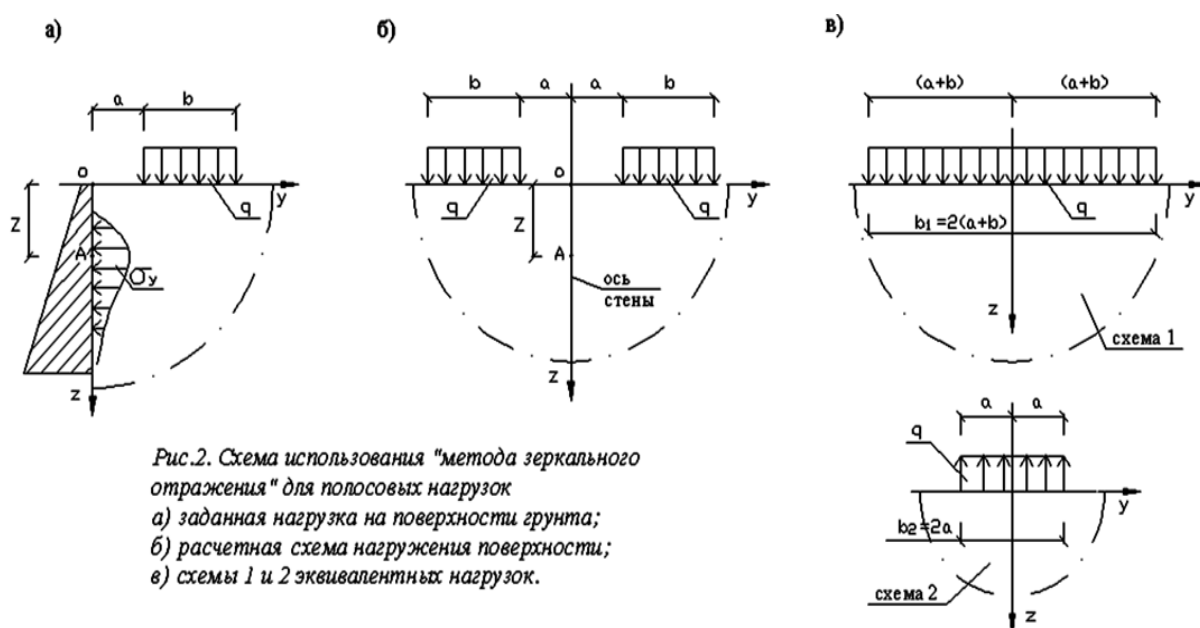 а)
б)
в)
a
b
O
q
y
Z
A
σy
z
b
a
a
b
O
q
q
y
Z
A
ось
стены
z
(a+b)
(a+b)
q
y
b1 =2(a+b)
z
схема 1
a
a
q
y
b2=2a
схема 2
z
Рис.2. Схема использования "метода зеркального
отражения" для полосовых нагрузок
а) заданная нагрузка на поверхности грунта;
б) расчетная схема нагружения поверхности;
в) схемы 1 и 2 эквивалентных нагрузок.